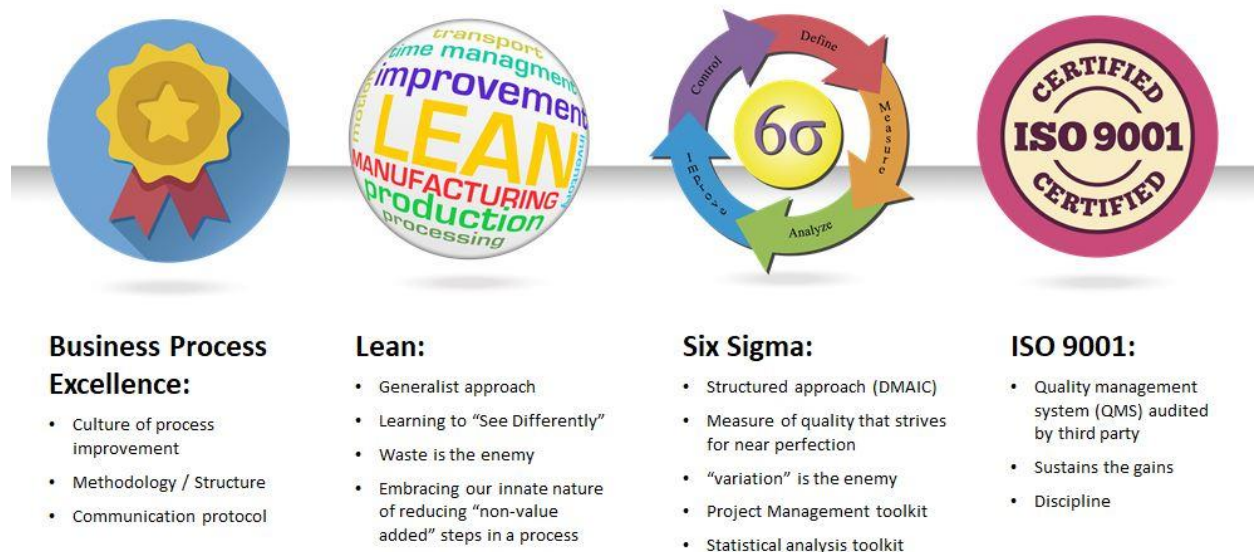 transport
time managment
improvement
motion
LEAN
inventory
MANUFACTURING
production
processing
Define
Measure
Analyze
Improve
Control
6σ
CERTIFIED
ISO 9001
CERTIFIED
Business Process
Excellence:
• Culture of process
improvement
• Methodology / Structure
• Communication protocol
Lean:
• Generalist approach
• Learning to “See Differently”
• Waste is the enemy
• Embracing our innate nature
of reducing “non-value
added” steps in a process
Six Sigma:
• Structured approach (DMAIC)
• Measure of quality that strives
for near perfection
• “variation” is the enemy
• Project Management toolkit
• Statistical analysis toolkit
ISO 9001:
• Quality management
system (QMS) audited
by third party
• Sustains the gains
• Discipline